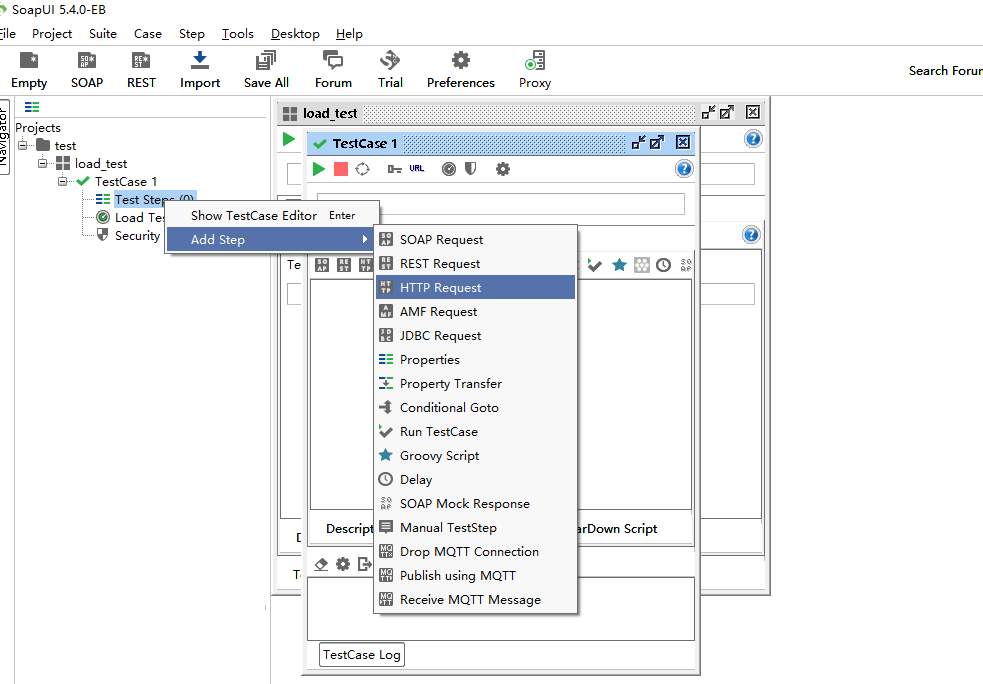 SoapUI 5.4.0-EB
File Project Suite Case Step Tools Desktop Help
Empty SOAP REST Import Save All Forum Trial Preferences Proxy
Search Forum
Navigator
Projects
test
load_test
TestCase 1
Test Steps (0)
Load Tes
Security
load_test
TestCase 1
URL
Show TestCase Editor Enter
Add Step
SOAP Request
REST Request
HTTP Request
AMF Request
JDBC Request
Properties
Property Transfer
Conditional Goto
Run TestCase
Groovy Script
Delay
SOAP Mock Response
Manual TestStep
Drop MQTT Connection
Publish using MQTT
Receive MQTT Message
Te
Descript
arDown Script
TestCase Log